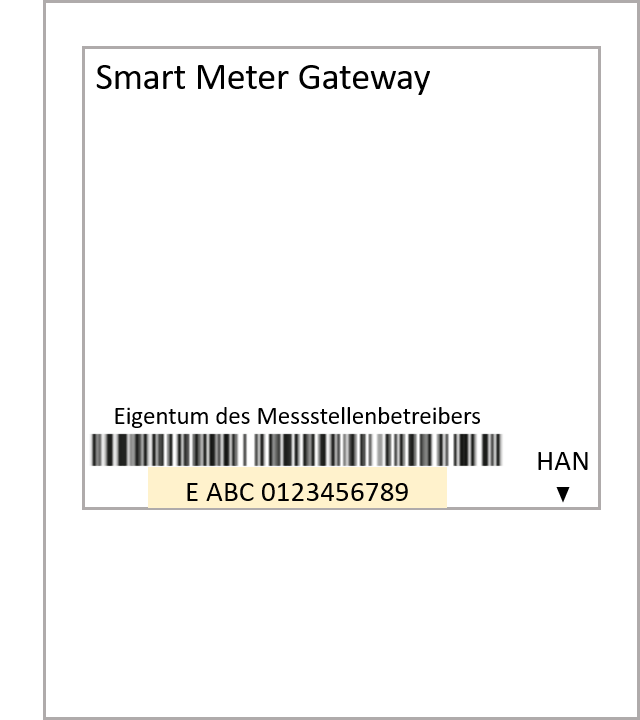 Smart Meter Gateway
Eigentum des Messstellenbetreibers
HAN
E ABC 0123456789